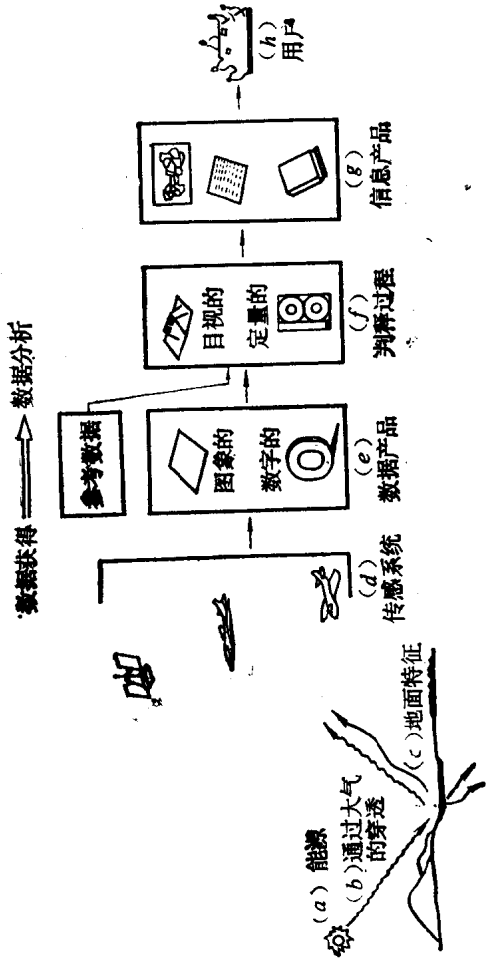 数据获得 数据分析
(a) 能源
(b)通过大气
的穿透
(c)地面特征
(d)
传感系统
参考数据
图象的
数字的
(e)
数据产品
目视的
定量的
(f)
判释过程
(g)
信息产品
(h)
用户